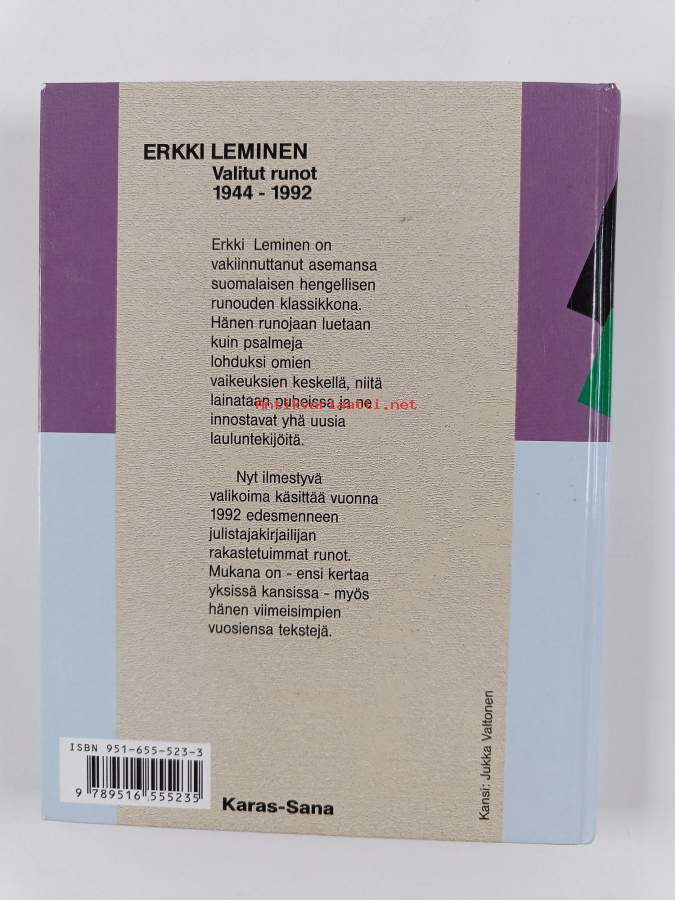 ERKKI LEMINEN
Valitut runot
1944 - 1992
Erkki Leminen on
vakiinnuttanut asemansa
suomalaisen hengellisen
runouden klassikkona.
Hänen runojaan luetaan
kuin psalmeja
lohduksi omien
vaikeuksien keskellä, niitä
lainataan puheissa ja ne
Antikvariaatti.net
innostavat yhä uusia
lauluntekijöitä.
Nyt ilmestyvä
valikoima käsittää vuonna
1992 edesmenneen
julistajakirjailijan
rakastetuimmat runot.
Mukana on - ensi kertaa
yksissä kansissa - myös
hänen viimeisimpien
vuosiensa tekstejä.
Kansi: Jukka Valtonen
ISBN 951-655-523-3
9 789516 555235
Karas-Sana